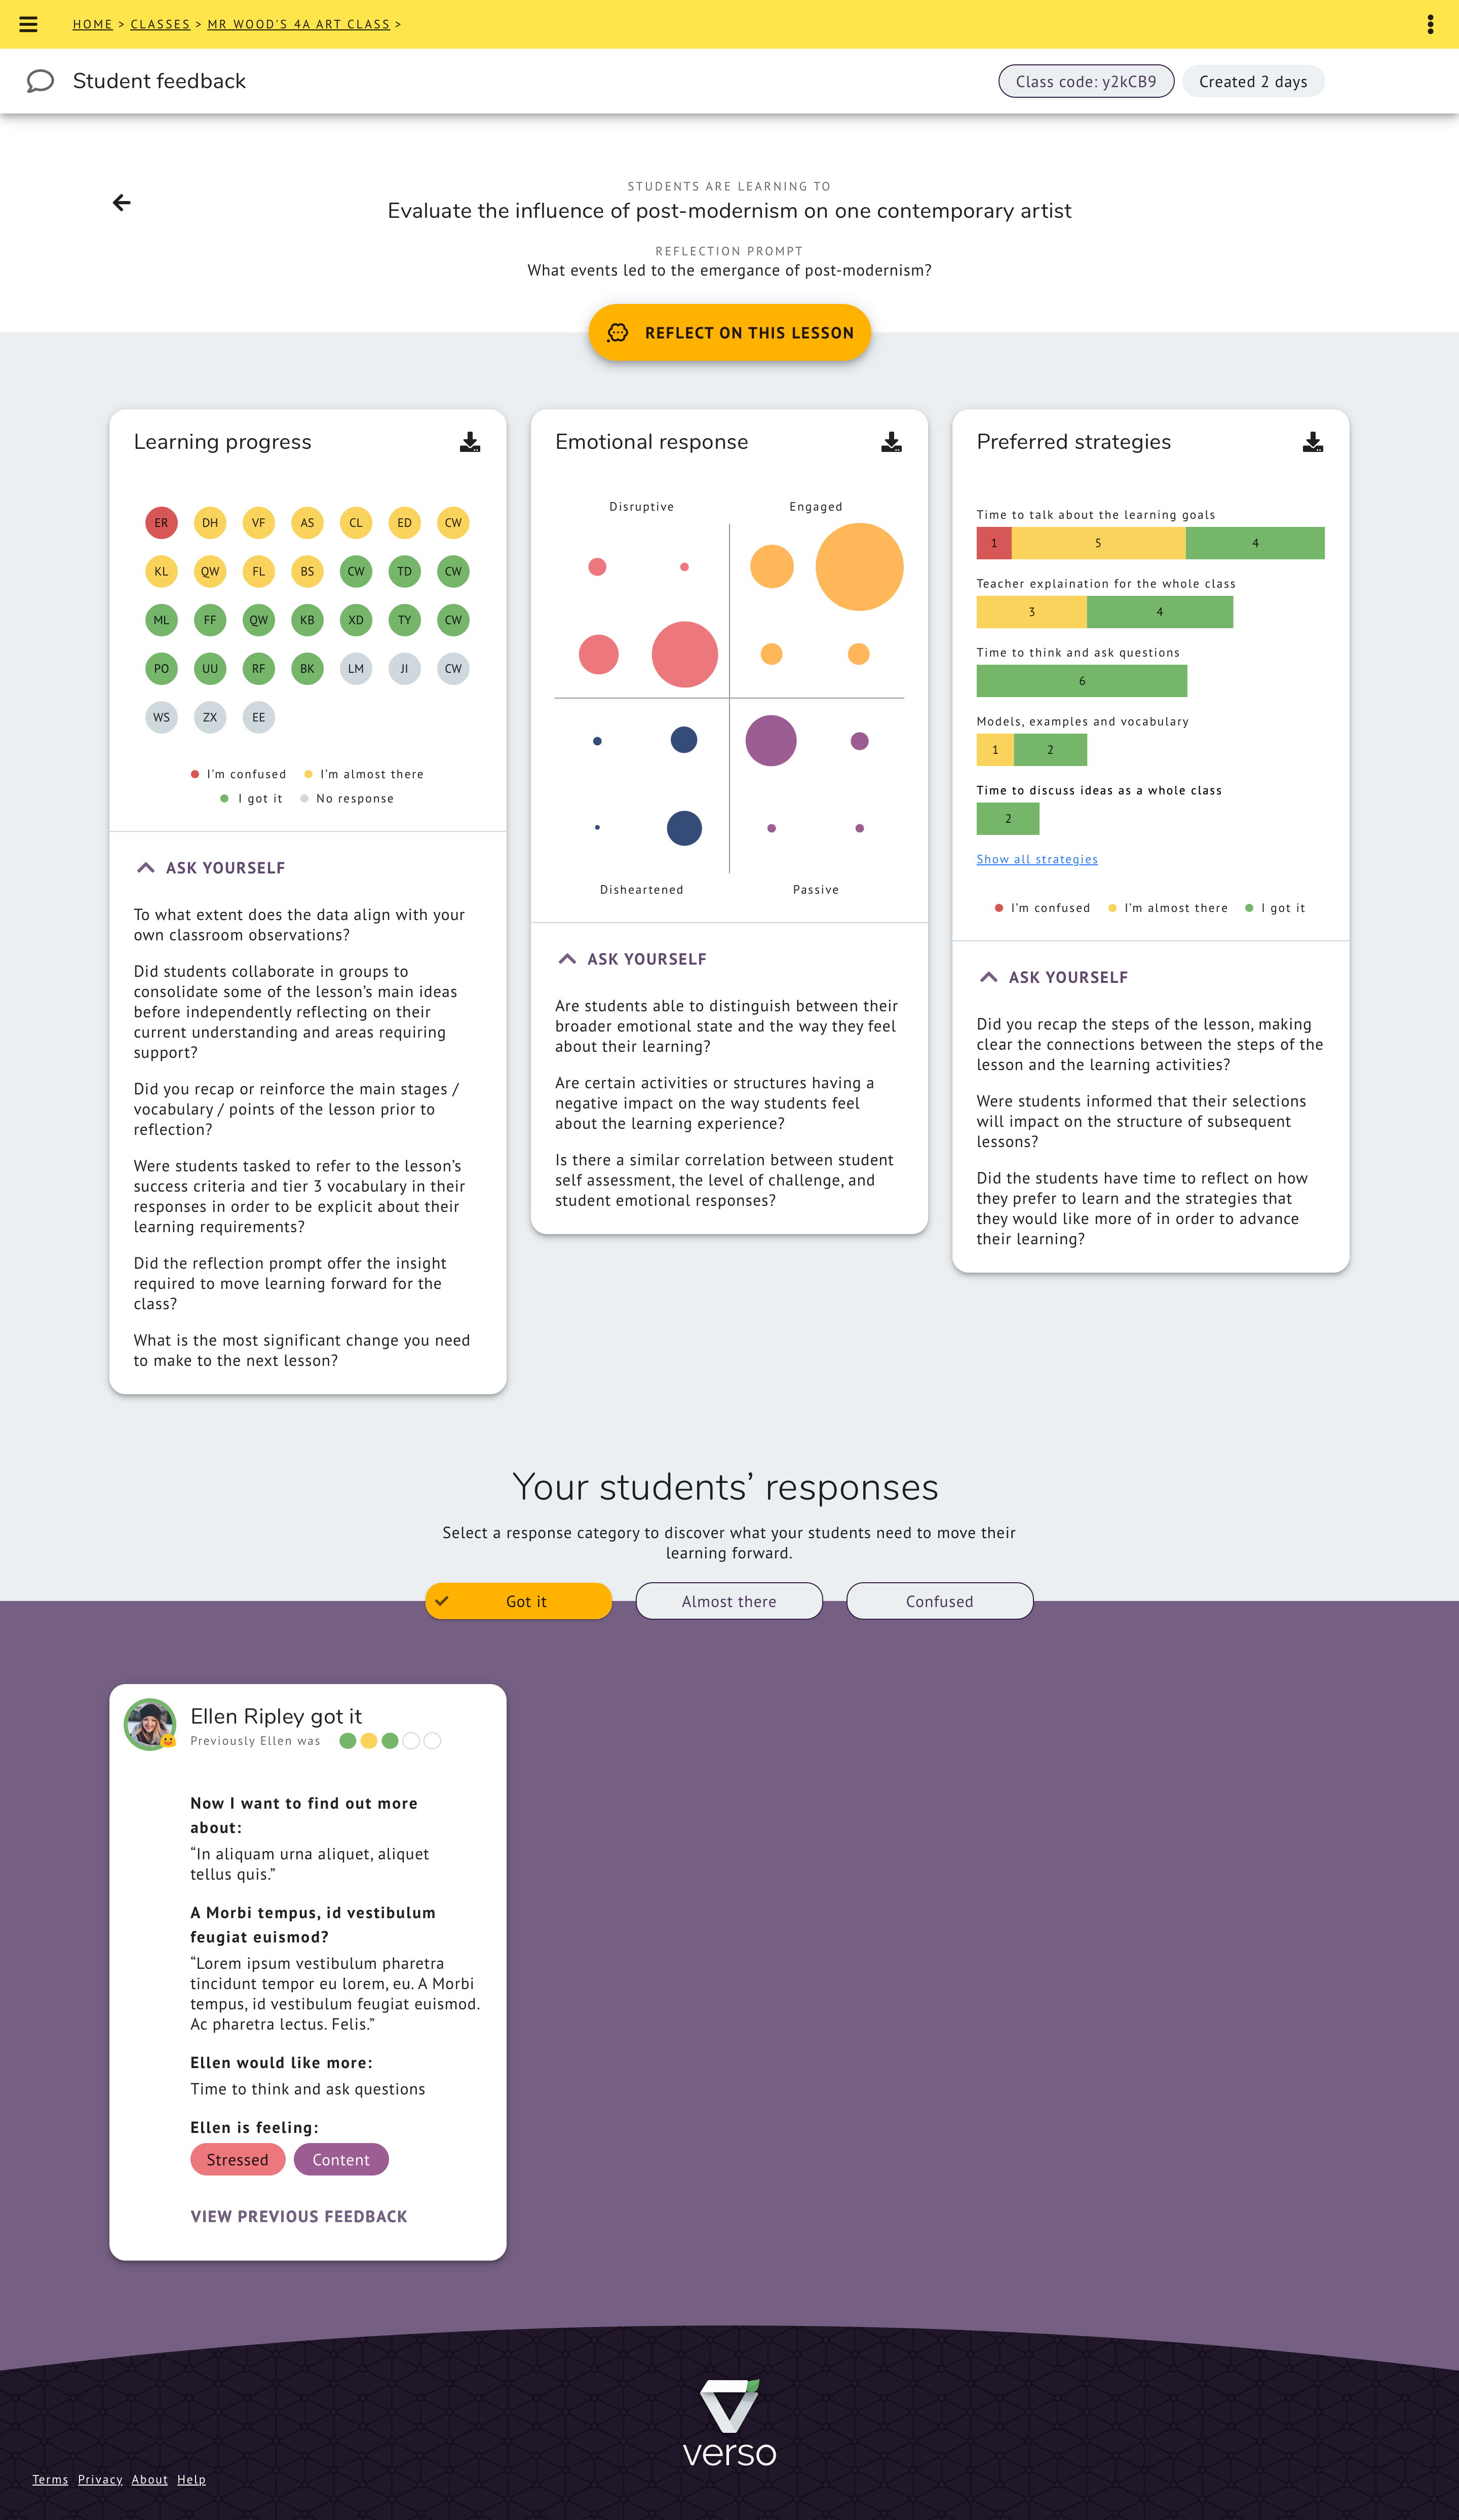 HOME > CLASSES > MR WOOD'S 4A ART CLASS >
Student feedback
Class code: y2kCB9
Created 2 days
STUDENTS ARE LEARNING TO
Evaluate the influence of post-modernism on one contemporary artist
REFLECTION PROMPT
What events led to the emergance of post-modernism?
REFLECT ON THIS LESSON
Learning progress
ER DH VF AS CL ED CW
KL QW FL BS CW TD CW
ML FF QW KB XD TY CW
PO UU RF BK LM JI CW
WS ZX EE
I'm confused I'm almost there
I got it No response
ASK YOURSELF
To what extent does the data align with your
own classroom observations?
Did students collaborate in groups to
consolidate some of the lesson's main ideas
before independently reflecting on their
current understanding and areas requiring
support?
Did you recap or reinforce the main stages /
vocabulary / points of the lesson prior to
reflection?
Were students tasked to refer to the lesson's
success criteria and tier 3 vocabulary in their
responses in order to be explicit about their
learning requirements?
Did the reflection prompt offer the insight
required to move learning forward for the
class?
What is the most significant change you need
to make to the next lesson?
Emotional response
Disruptive Engaged
Disheartened Passive
ASK YOURSELF
Are students able to distinguish between their
broader emotional state and the way they feel
about their learning?
Are certain activities or structures having a
negative impact on the way students feel
about the learning experience?
Is there a similar correlation between student
self assessment, the level of challenge, and
student emotional responses?
Preferred strategies
Time to talk about the learning goals
1 5 4
Teacher explaination for the whole class
3 4
Time to think and ask questions
6
Models, examples and vocabulary
1 2
Time to discuss ideas as a whole class
2
Show all strategies
I'm confused I'm almost there I got it
ASK YOURSELF
Did you recap the steps of the lesson, making
clear the connections between the steps of the
lesson and the learning activities?
Were students informed that their selections
will impact on the structure of subsequent
lessons?
Did the students have time to reflect on how
they prefer to learn and the strategies that
they would like more of in order to advance
their learning?
Your students' responses
Select a response category to discover what your students need to move their
learning forward.
Got it
Almost there
Confused
Ellen Ripley got it
Previously Ellen was
Now I want to find out more
about:
“In aliquam urna aliquet, aliquet
tellus quis.”
A Morbi tempus, id vestibulum
feugiat euismod?
“Lorem ipsum vestibulum pharetra
tincidunt tempor eu lorem, eu. A Morbi
tempus, id vestibulum feugiat euismod.
Ac pharetra lectus. Felis.”
Ellen would like more:
Time to think and ask questions
Ellen is feeling:
Stressed Content
VIEW PREVIOUS FEEDBACK
verso
Terms Privacy About Help